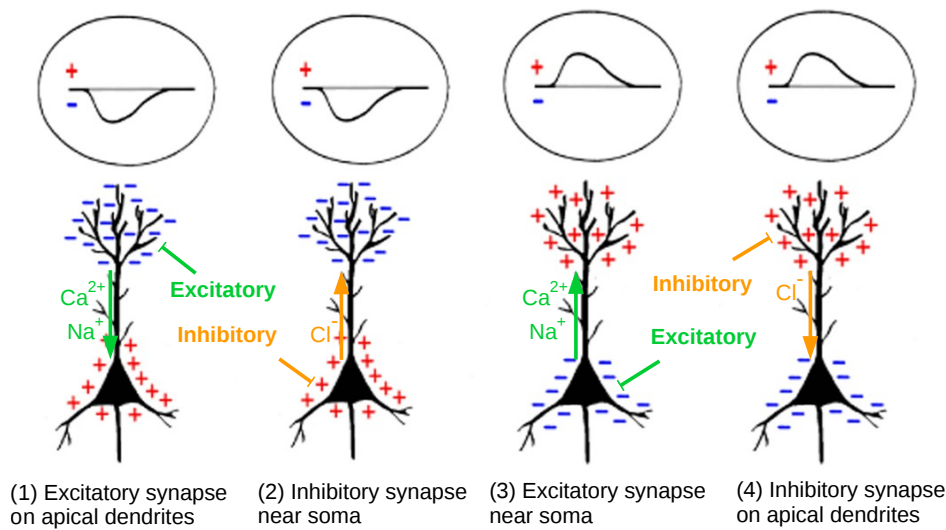 Excitatory
Ca2+
Na+
Inhibitory
Cl-
Ca2+
Na+
Excitatory
Inhibitory
Cl-
(1) Excitatory synapse
on apical dendrites
(2) Inhibitory synapse
near soma
(3) Excitatory synapse
near soma
(4) Inhibitory synapse
on apical dendrites